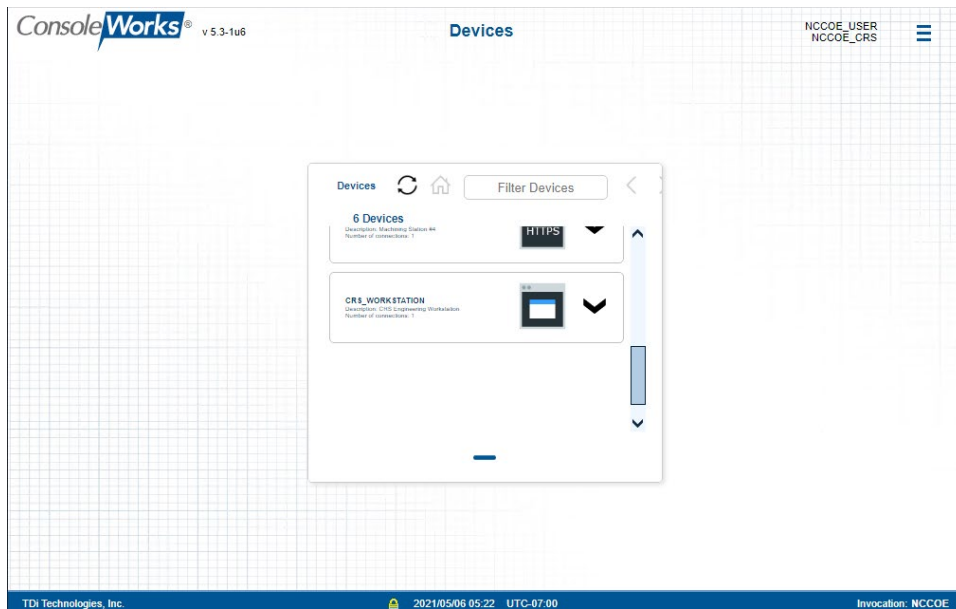 ConsoleWorks® v 5.3-1u6
Devices
NCCOE_USER
NCCOE_CRS
Devices
Filter Devices
6 Devices
Description: Machining Station #4
Number of connections: 1
HTTPS
CRS_WORKSTATION
Description: CHS Engineering Workstation
Number of connections: 1
TDi Technologies, Inc.
2021/05/06 05:22 UTC-07:00
Invocation: NCCOE